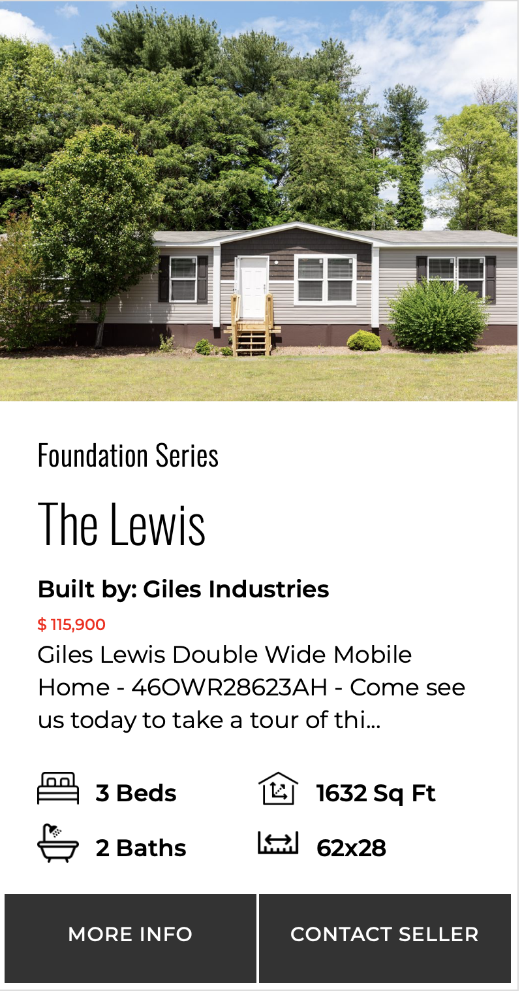 Foundation Series
The Lewis
Built by: Giles Industries
$ 115,900
Giles Lewis Double Wide Mobile
Home - 46OWR28623AH - Come see
us today to take a tour of thi...
3 Beds
1632 Sq Ft
2 Baths
62x28
MORE INFO
CONTACT SELLER